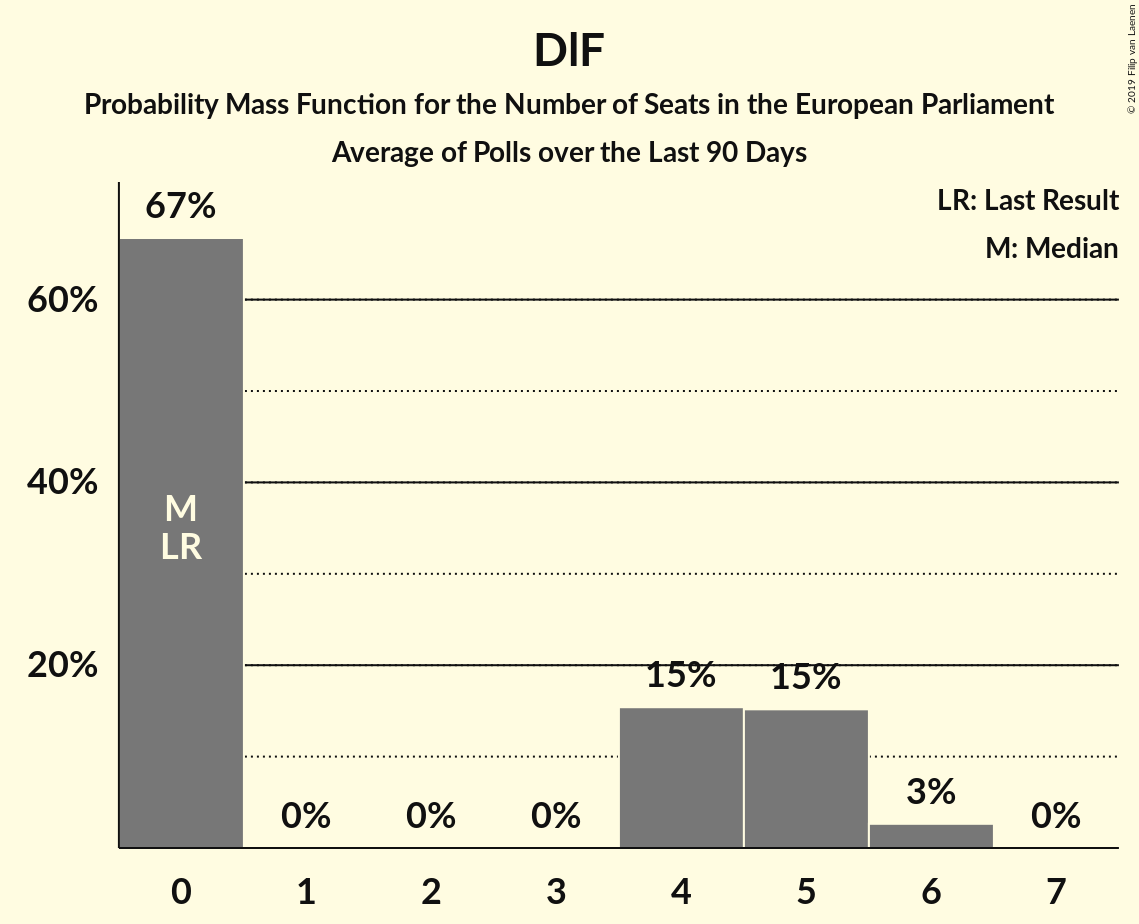 DlF
Probability Mass Function for the Number of Seats in the European Parliament
Average of Polls over the Last 90 Days
© 2019 Filip van Laenen
LR: Last Result
M: Median
67%
60%
40%
20%
M
LR
0%
0%
0%
15%
15%
3%
0%
0
1
2
3
4
5
6
7